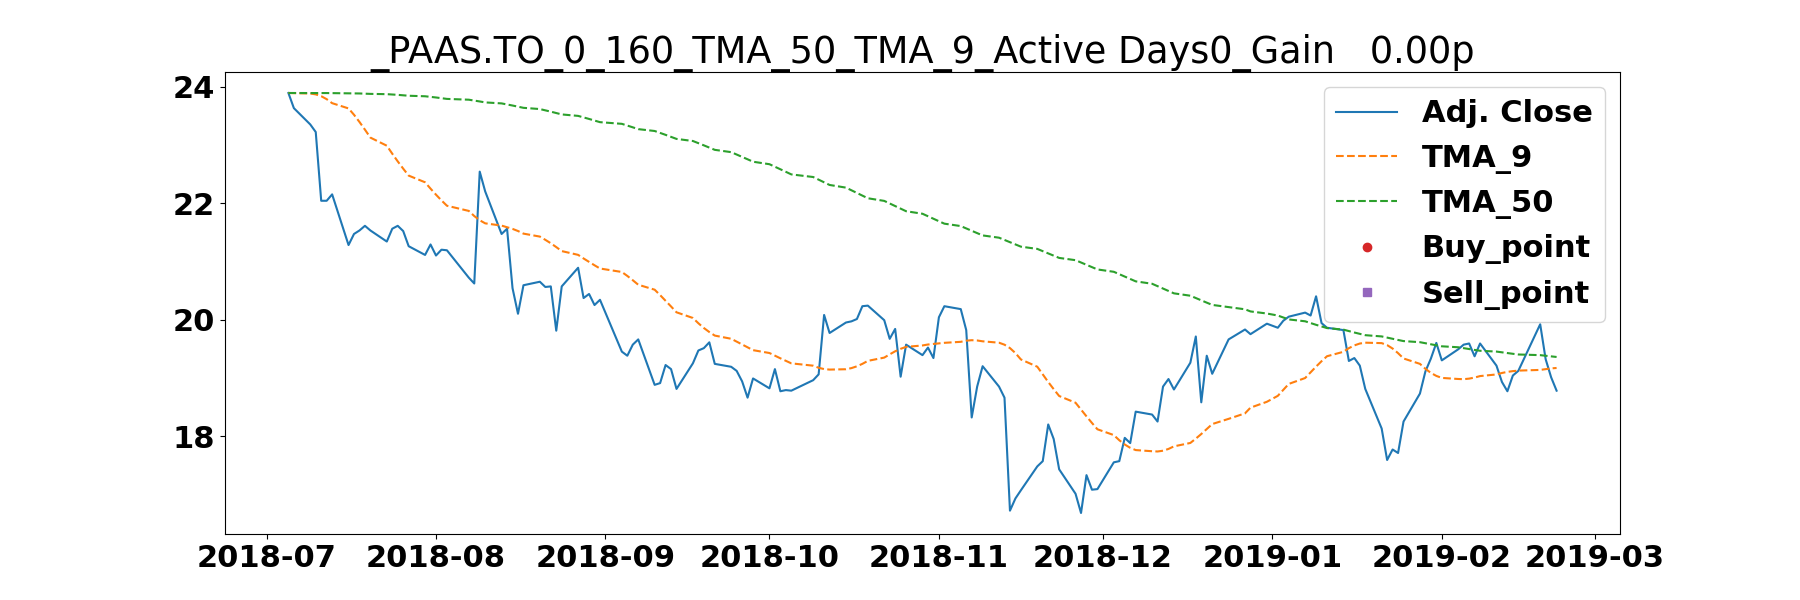 _PAAS.TO_0_160_TMA_50_TMA_9_Active Days0_Gain   0.00p
24
22
20
18
Adj. Close
TMA_9
TMA_50
Buy_point
Sell_point
2018-07 2018-08 2018-09 2018-10 2018-11 2018-12 2019-01 2019-02 2019-03